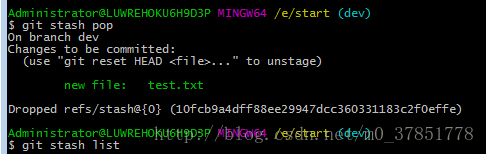 Administrator@LUWREHOKU6H9D3P MINGW64 /e/start (dev)
$ git stash pop
On branch dev
Changes to be committed:
  (use "git reset HEAD <file>..." to unstage)
        new file:   test.txt
Dropped refs/stash@{0} (10fcb9a4dff88ee29947dcc360331183c2f0effe)
Administrator@LUWREHOKU6H9D3P MINGW64 /e/start (dev)
$ git stash list
http://blog.csdn.net/m0_37851778